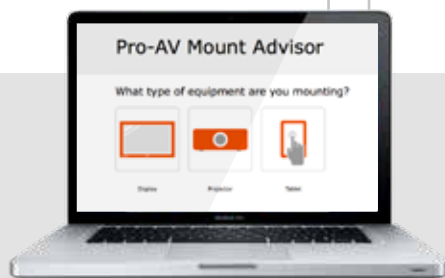 Pro-AV Mount Advisor
What type of equipment are you mounting?
Display
Projector
Tablet